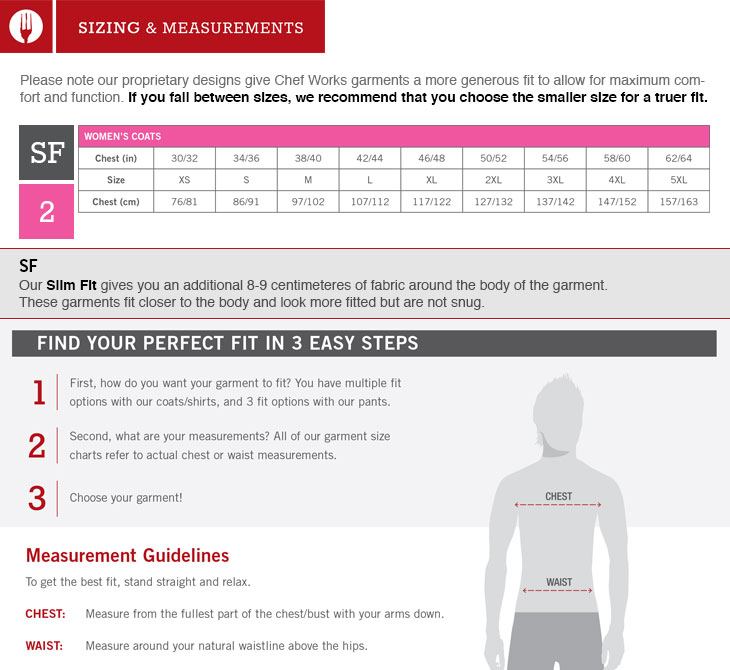 SIZING & MEASUREMENTS
Please note our proprietary designs give Chef Works garments a more generous fit to allow for maximum com-
fort and function. If you fall between sizes, we recommend that you choose the smaller size for a truer fit.
SF
WOMEN'S COATS
Chest (in) 30/32 34/36 38/40 42/44 46/48 50/52 54/56 58/60 62/64
Size XS S M L XL 2XL 3XL 4XL 5XL
2
Chest (cm) 76/81 86/91 97/102 107/112 117/122 127/132 137/142 147/152 157/163
SF
Our Slim Fit gives you an additional 8-9 centimeteres of fabric around the body of the garment.
These garments fit closer to the body and look more fitted but are not snug.
FIND YOUR PERFECT FIT IN 3 EASY STEPS
1
First, how do you want your garment to fit? You have multiple fit
options with our coats/shirts, and 3 fit options with our pants.
2
Second, what are your measurements? All of our garment size
charts refer to actual chest or waist measurements.
3
Choose your garment!
CHEST
WAIST
Measurement Guidelines
To get the best fit, stand straight and relax.
CHEST: Measure from the fullest part of the chest/bust with your arms down.
WAIST: Measure around your natural waistline above the hips.